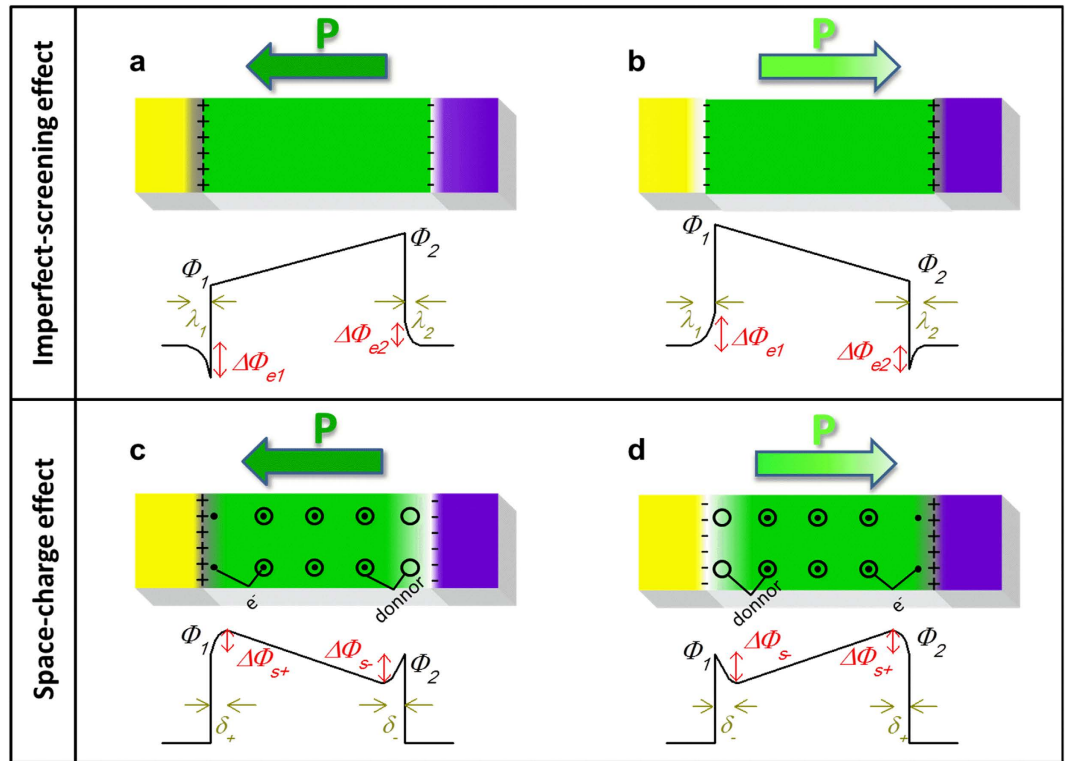 Imperfect-screening effect
a
P
+ + + + + +
- - - - - -
Φ1
Φ2
λ1
λ2
ΔΦe1
ΔΦe2
b
P
- - - - - -
+ + + + + +
Φ1
Φ2
λ1
λ2
ΔΦe1
ΔΦe2
Space-charge effect
c
P
+ + + + + +
- - - - - -
e-
donnor
Φ1
Φ2
ΔΦs+
ΔΦs-
δ+
δ-
d
P
- - - - - -
+ + + + + +
donnor
e-
Φ1
Φ2
ΔΦs-
ΔΦs+
δ-
δ+